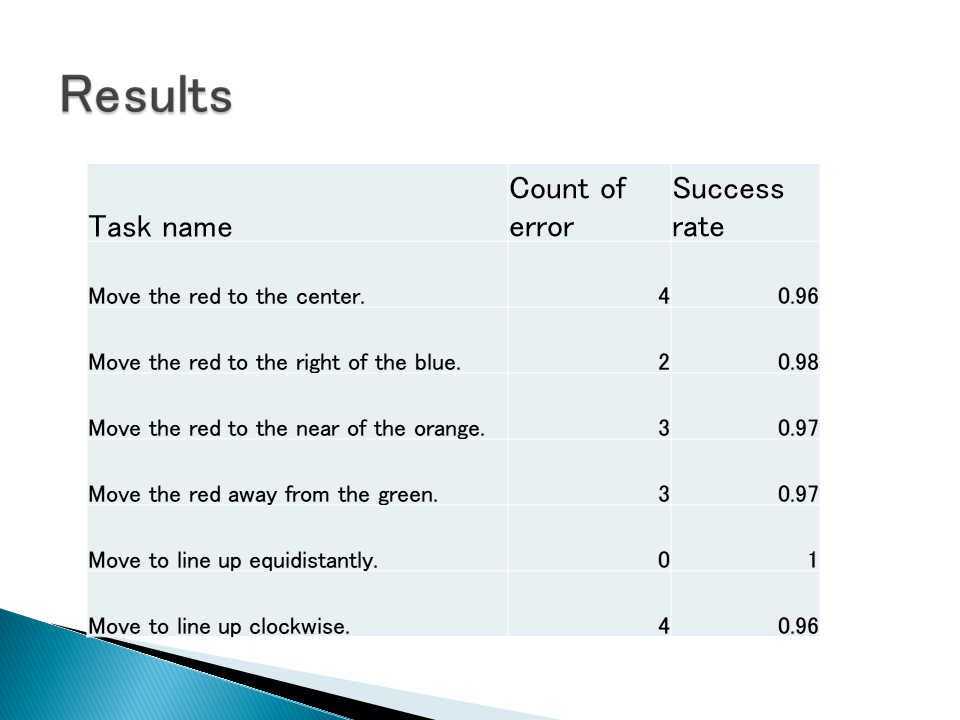 Results
Task name Count of error Success rate
Move the red to the center. 4 0.96
Move the red to the right of the blue. 2 0.98
Move the red to the near of the orange. 3 0.97
Move the red away from the green. 3 0.97
Move to line up equidistantly. 0 1
Move to line up clockwise. 4 0.96